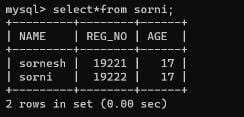 mysql> select*from sorni;
+---------+--------+------+
| NAME    | REG_NO | AGE  |
+---------+--------+------+
| sornesh |  19221 |   17 |
| sorni   |  19222 |   17 |
+---------+--------+------+
2 rows in set (0.00 sec)